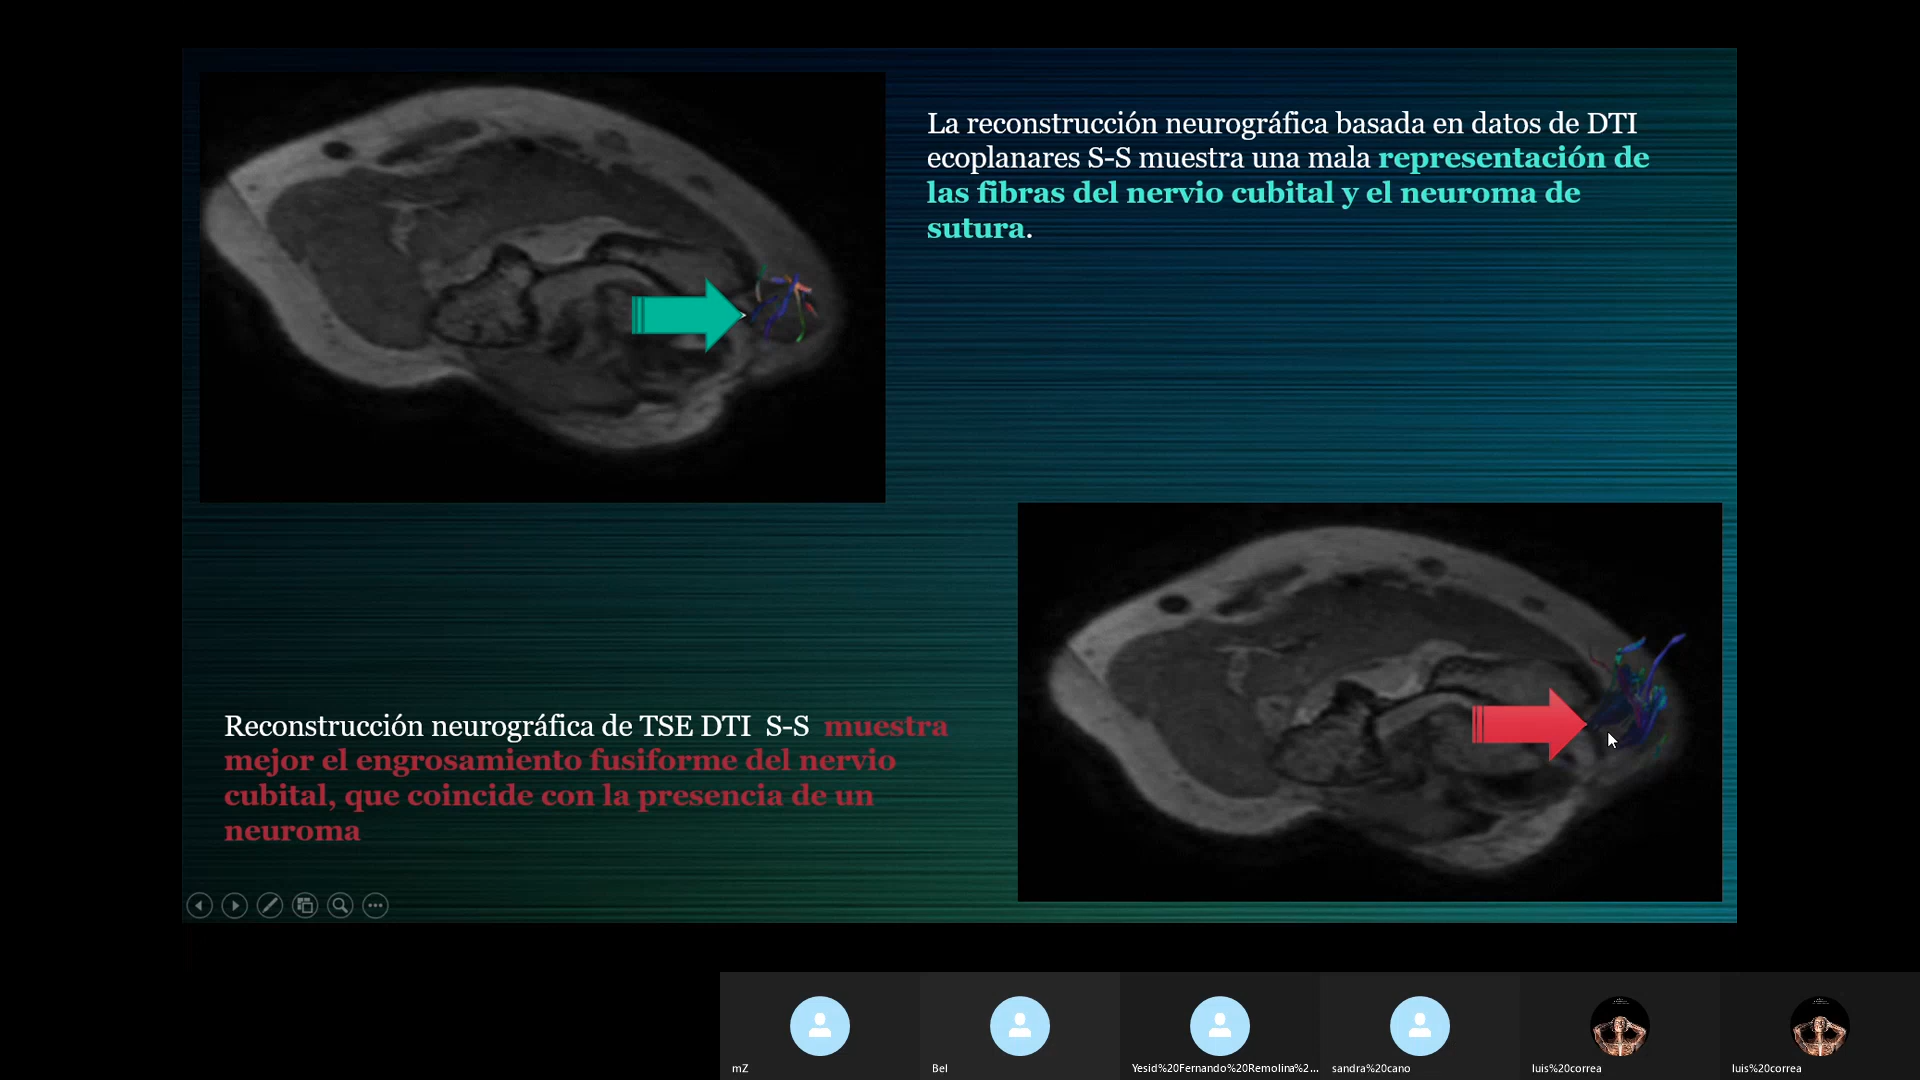 La reconstrucción neurográfica basada en datos de DTI
ecoplanares S-S muestra una mala representación de
las fibras del nervio cubital y el neuroma de
sutura.
Reconstrucción neurográfica de TSE DTI S-S muestra
mejor el engrosamiento fusiforme del nervio
cubital, que coincide con la presencia de un
neuroma
mZ
Bel
Yesid%20Fernando%20Remolina%2...
sandra%20cano
luis%20correa
luis%20correa